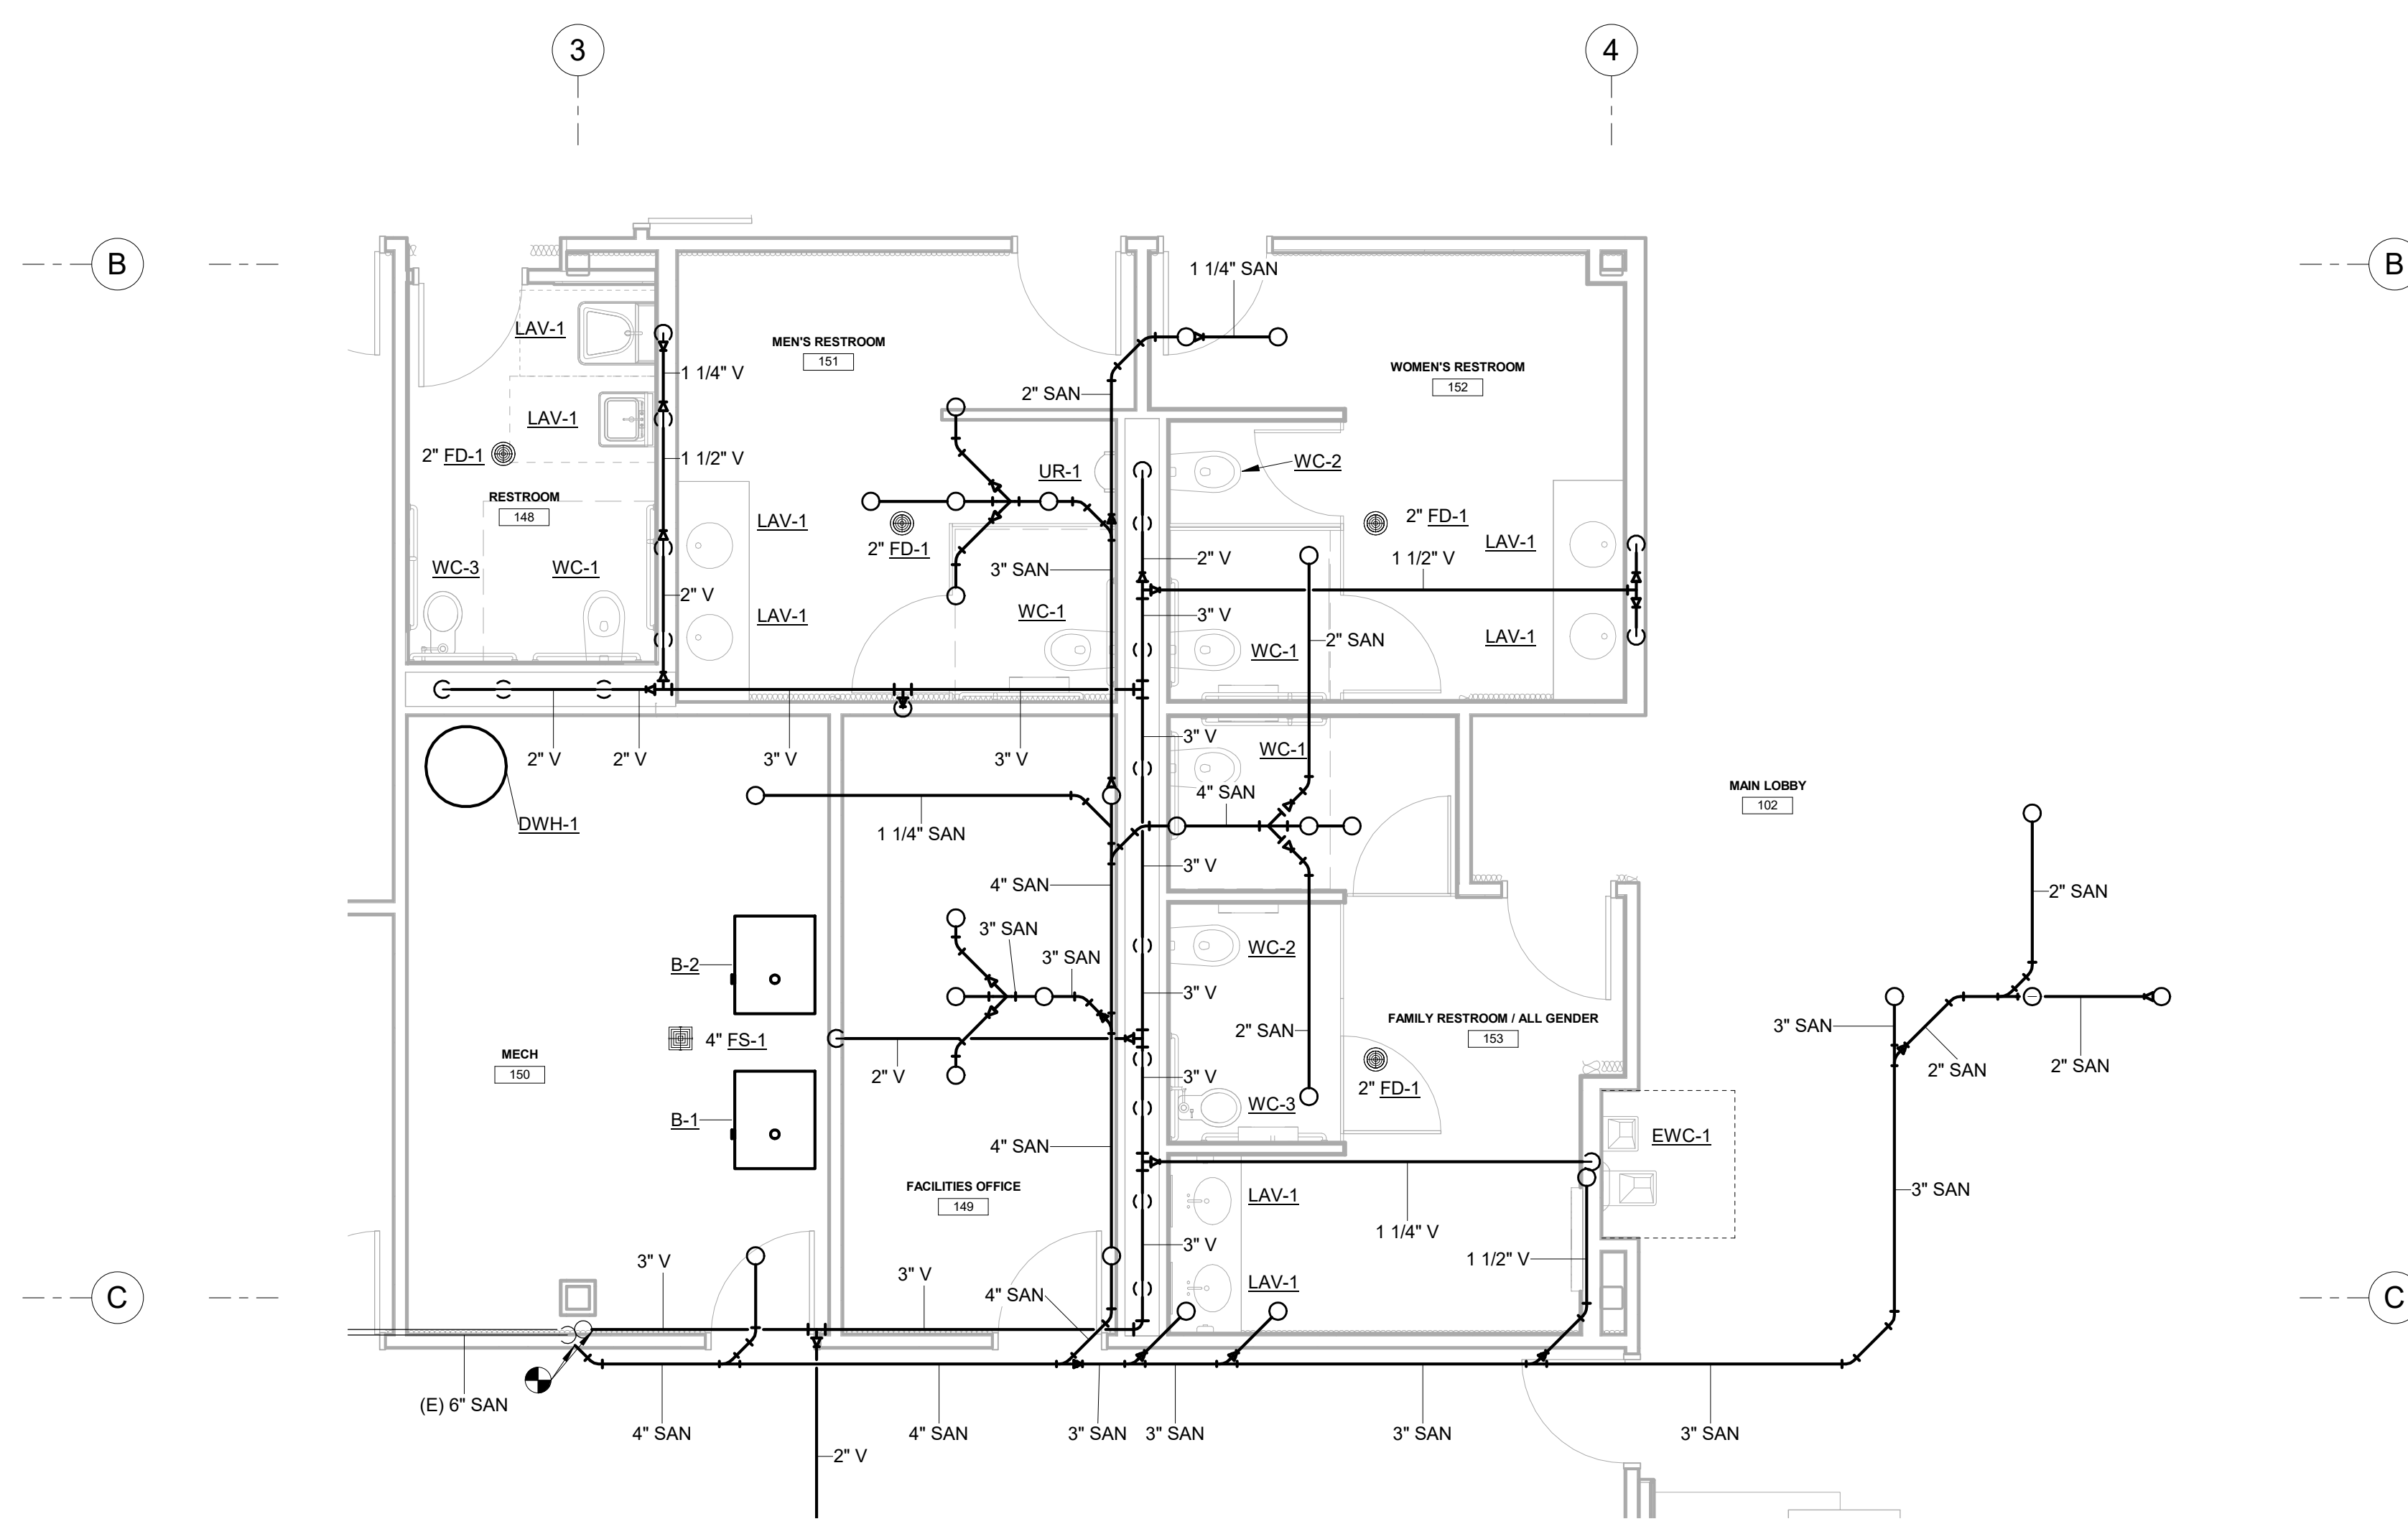 3
4
B
B
1 1/4" SAN
LAV-1
MEN'S RESTROOM
151
WOMEN'S RESTROOM
152
1 1/4" V
2" SAN
LAV-1
2" FD-1
1 1/2" V
UR-1
WC-2
RESTROOM
148
LAV-1
2" FD-1
2" FD-1
LAV-1
WC-3
WC-1
3" SAN
2" V
1 1/2" V
2" V
LAV-1
WC-1
3" V
2" SAN
LAV-1
WC-1
3" V
WC-1
2" V
2" V
3" V
3" V
MAIN LOBBY
102
4" SAN
DWH-1
1 1/4" SAN
3" V
4" SAN
2" SAN
3" SAN
WC-2
3" SAN
B-2
3" V
3" SAN
2" SAN
FAMILY RESTROOM / ALL GENDER
153
4" FS-1
MECH
150
2" V
3" V
2" FD-1
2" SAN
2" SAN
WC-3
B-1
4" SAN
EWC-1
FACILITIES OFFICE
149
LAV-1
3" SAN
1 1/4" V
3" V
1 1/2" V
3" V
3" V
LAV-1
4" SAN
C
C
(E) 6" SAN
4" SAN
4" SAN
3" SAN
3" SAN
3" SAN
3" SAN
2" V